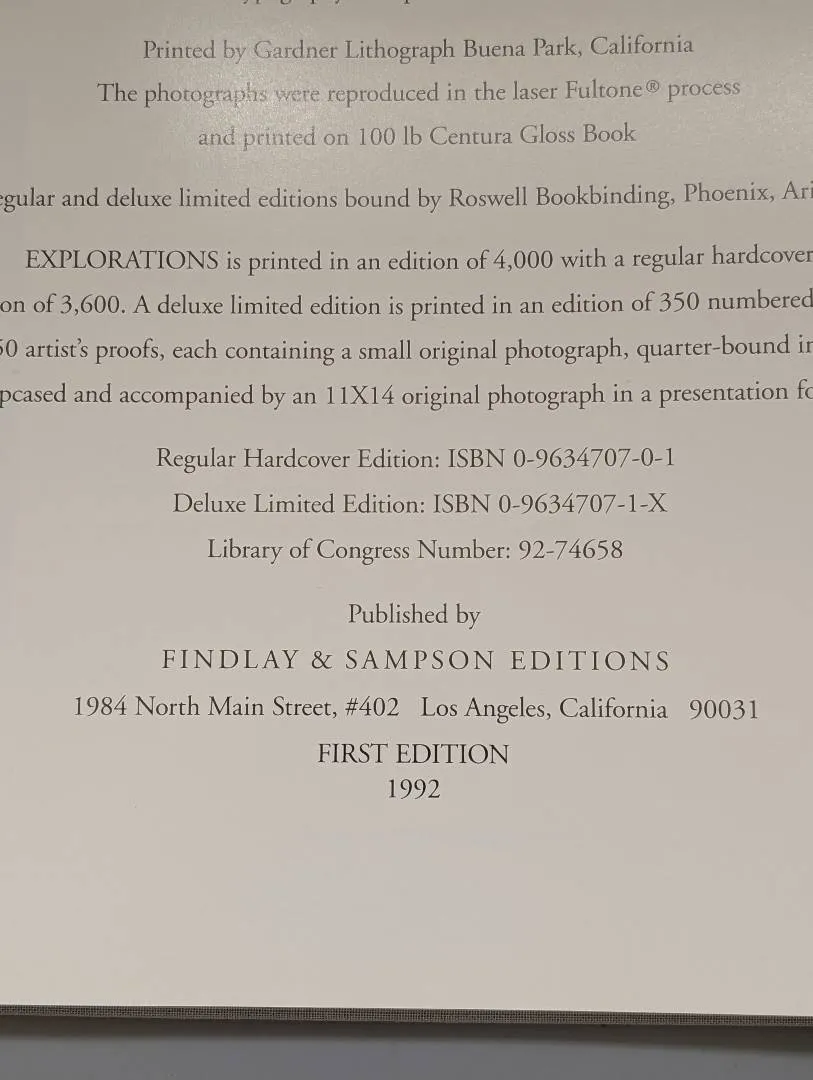 Printed by Gardner Lithograph Buena Park, California
The photographs were reproduced in the laser Fultone® process
and printed on 100 lb Centura Gloss Book
egular and deluxe limited editions bound by Roswell Bookbinding, Phoenix, Ari
EXPLORATIONS is printed in an edition of 4,000 with a regular hardcover
on of 3,600. A deluxe limited edition is printed in an edition of 350 numbered
50 artist's proofs, each containing a small original photograph, quarter-bound in
pcased and accompanied by an 11X14 original photograph in a presentation fo
Regular Hardcover Edition: ISBN 0-9634707-0-1
Deluxe Limited Edition: ISBN 0-9634707-1-X
Library of Congress Number: 92-74658
Published by
FINDLAY & SAMPSON EDITIONS
1984 North Main Street, #402 Los Angeles, California 90031
FIRST EDITION
1992